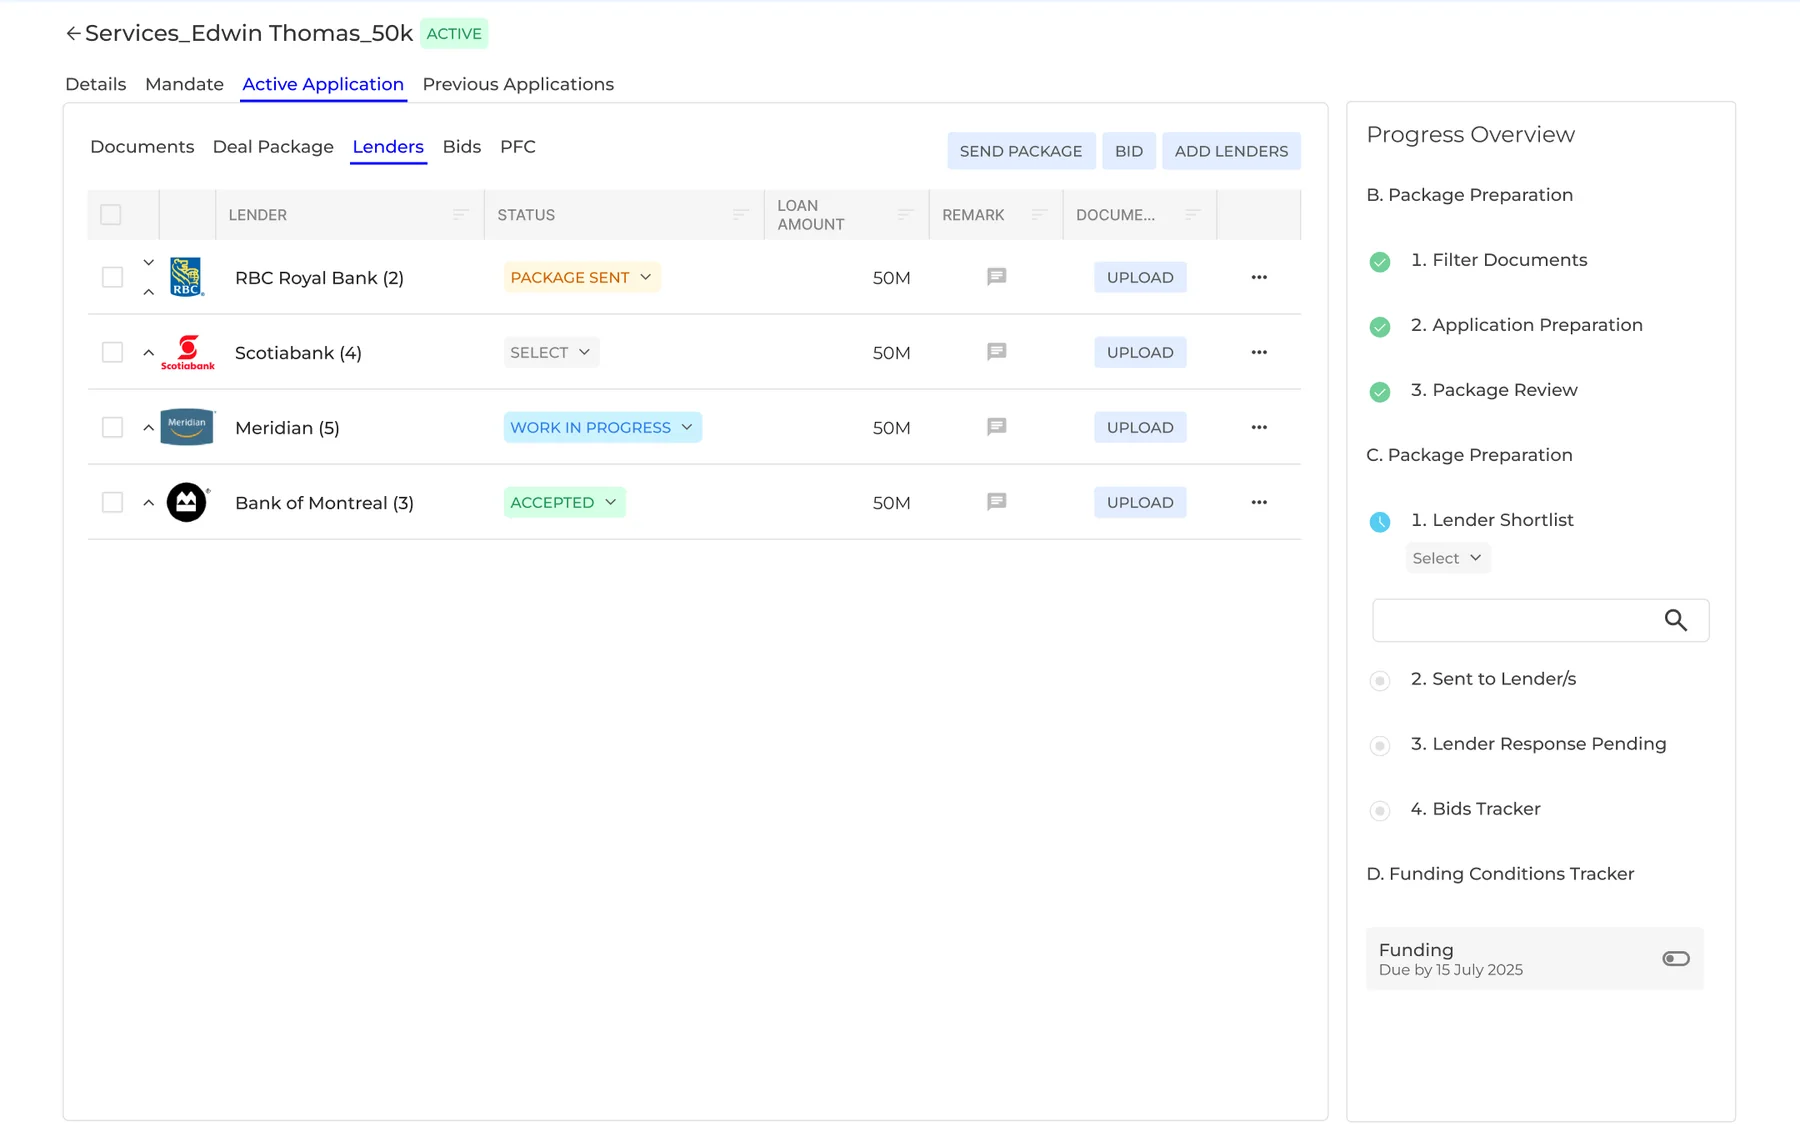 Services_Edwin Thomas_50k ACTIVE
Details Mandate Active Application Previous Applications
Documents Deal Package Lenders Bids PFC SEND PACKAGE BID ADD LENDERS
LENDER STATUS LOAN AMOUNT REMARK DOCUME...
RBC RBC Royal Bank (2) PACKAGE SENT 50M UPLOAD
Scotiabank Scotiabank (4) SELECT 50M UPLOAD
Meridian Meridian (5) WORK IN PROGRESS 50M UPLOAD
Bank of Montreal (3) ACCEPTED 50M UPLOAD
Progress Overview
B. Package Preparation
1. Filter Documents
2. Application Preparation
3. Package Review
C. Package Preparation
1. Lender Shortlist
Select
2. Sent to Lender/s
3. Lender Response Pending
4. Bids Tracker
D. Funding Conditions Tracker
Funding
Due by 15 July 2025